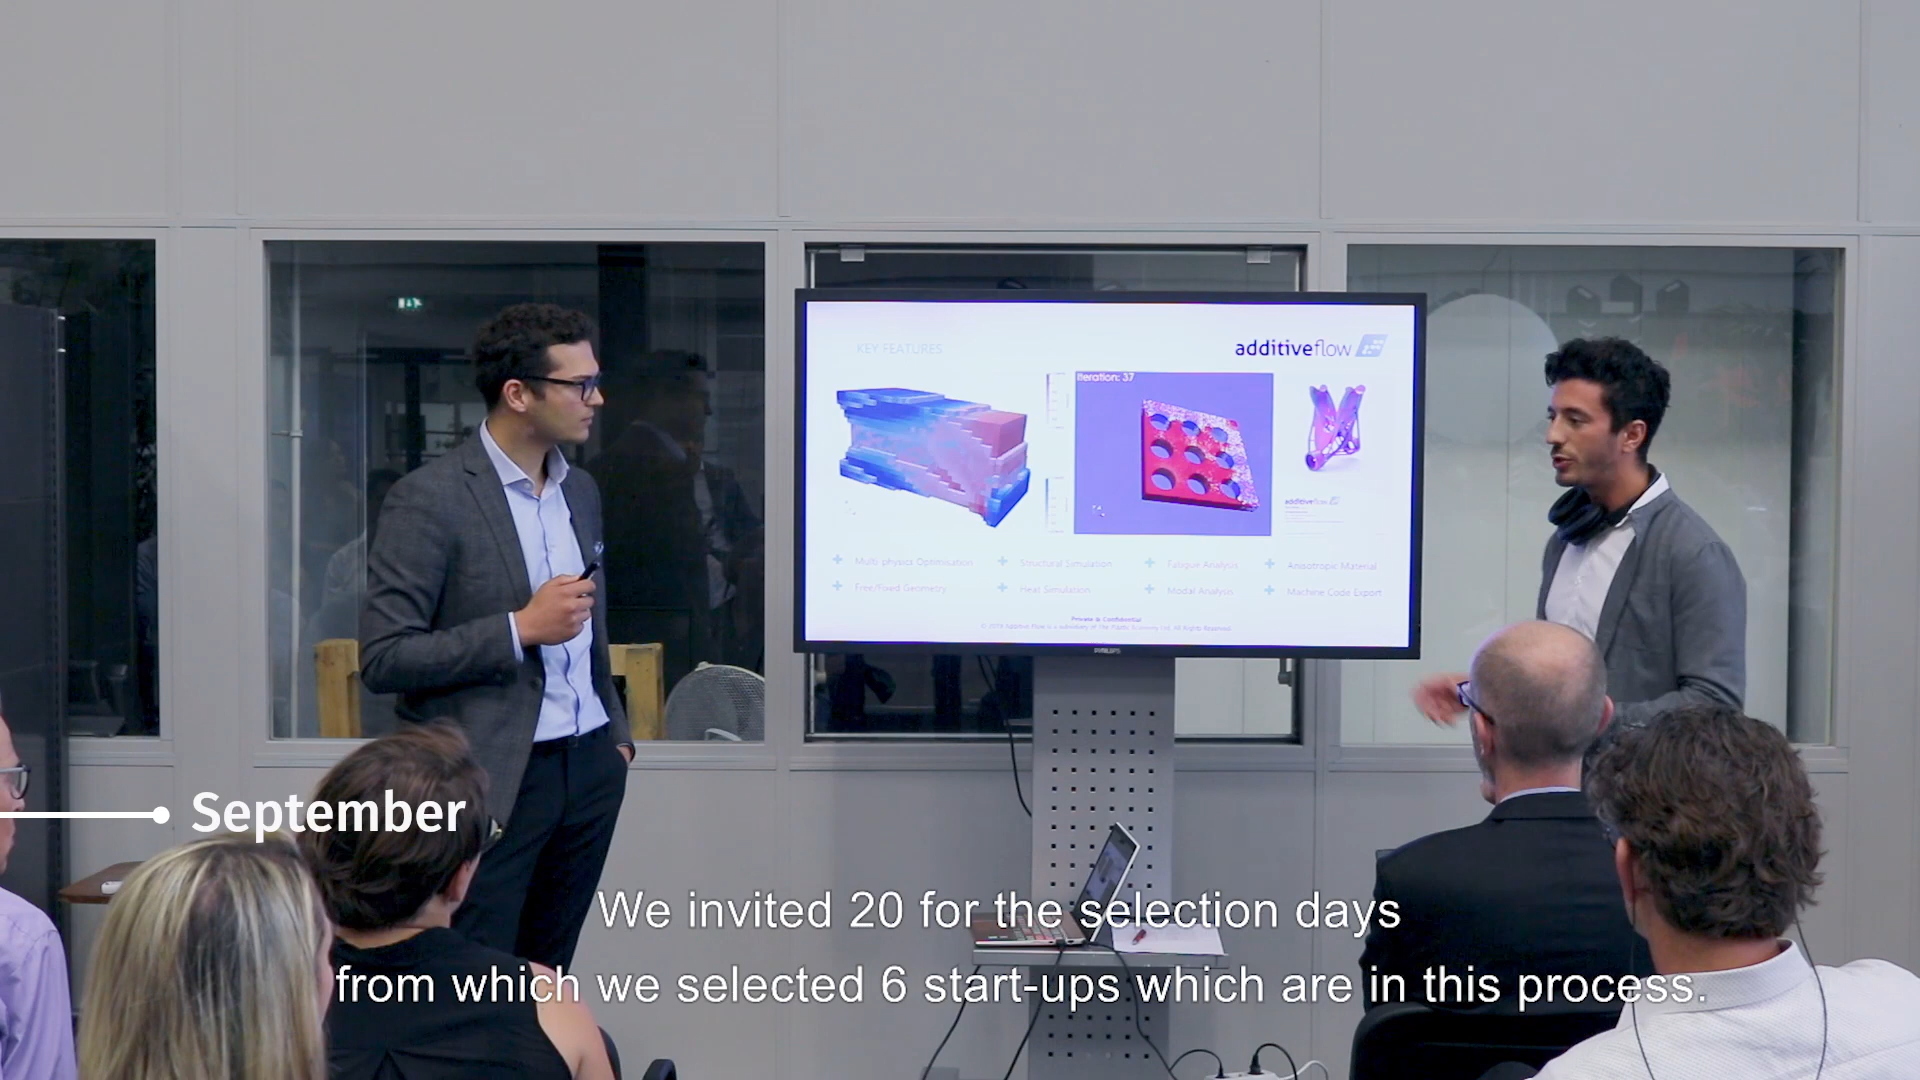 KEY FEATURES
additiveflow
Iteration: 37
additiveflow
Multi physics Optimisation
Structural Simulation
Fatigue Analysis
Anisotropic Material
Free/Fixed Geometry
Heat Simulation
Modal Analysis
Machine Code Export
Private & Confidential
PHILIPS
September
We invited 20 for the selection days
from which we selected 6 start-ups which are in this process.